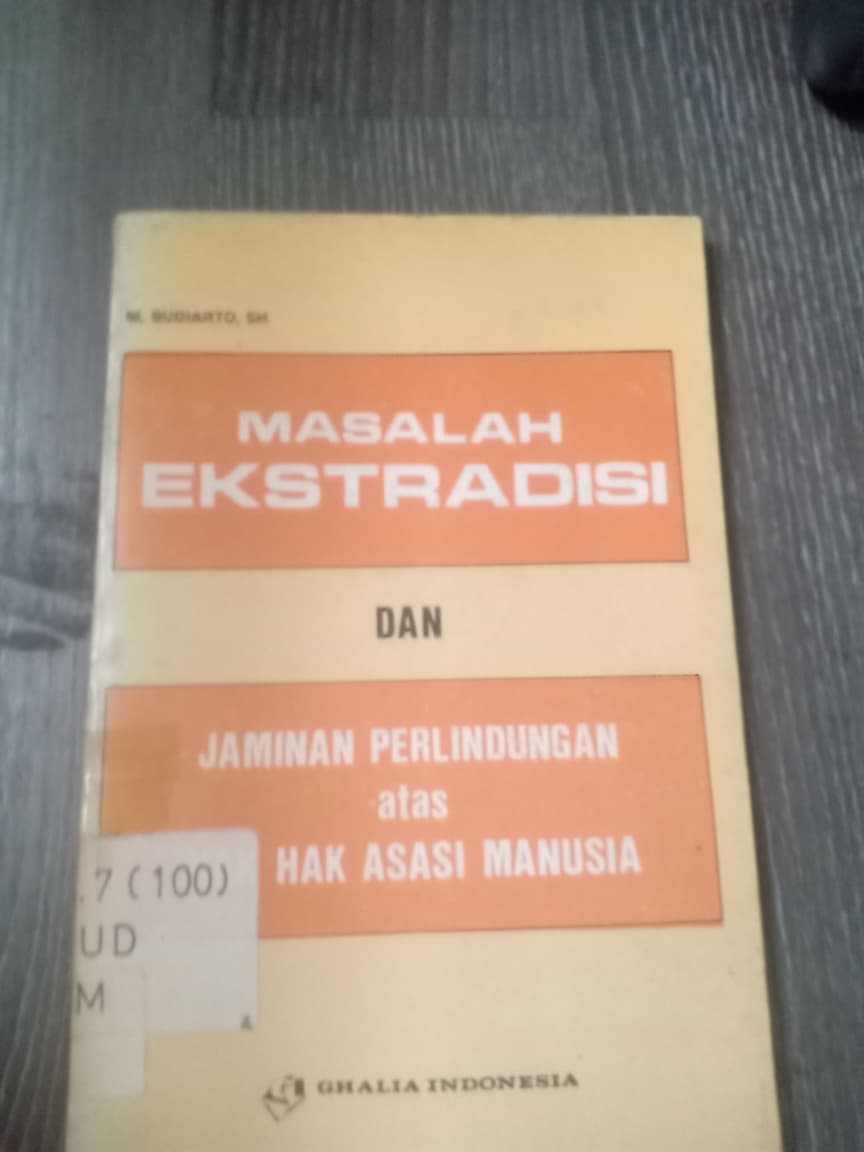 M. BUDIARTO, SH
MASALAH
EKSTRADISI
DAN
JAMINAN PERLINDUNGAN
atas
HAK ASASI MANUSIA
.7 (100)
UD
M
GHALIA INDONESIA